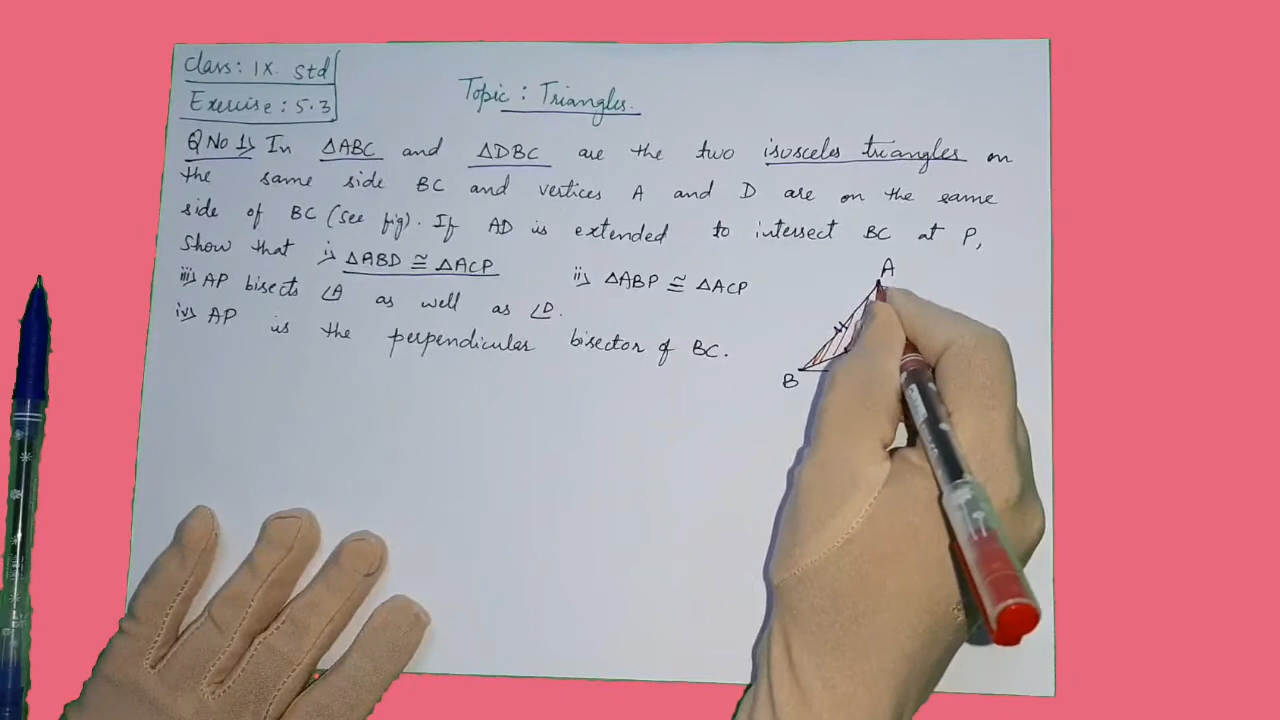 Class: IX. Std
Exercise: 5.3
Topic: Triangles.
Q No 1) In ΔABC and ΔDBC are the two isosceles triangles on
the same side BC and vertices A and D are on the same
side of BC (see fig). If AD is extended to intersect BC at P,
Show that i) ΔABD ≅ ΔACP
ii) ΔABP ≅ ΔACP
iii) AP bisects ∠A as well as ∠D.
iv) AP is the perpendicular bisector of BC.
A
B